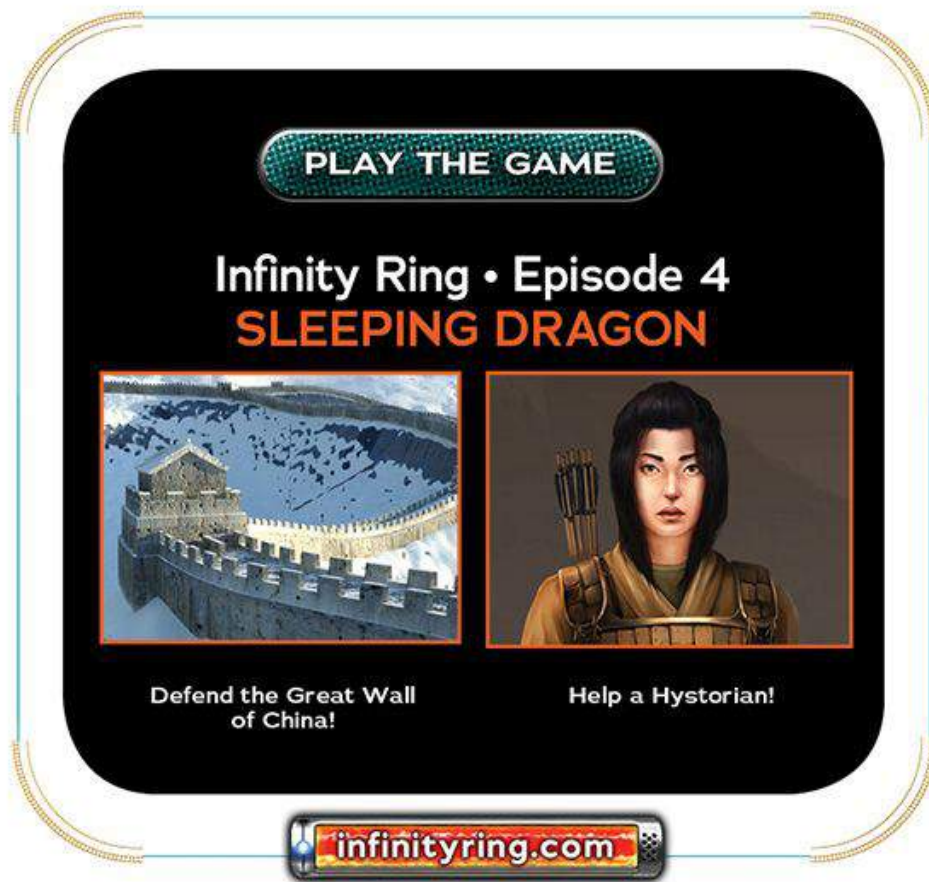 PLAY THE GAME
Infinity Ring • Episode 4
SLEEPING DRAGON
Defend the Great Wall
of China!
Help a Hystorian!
infinityring.com